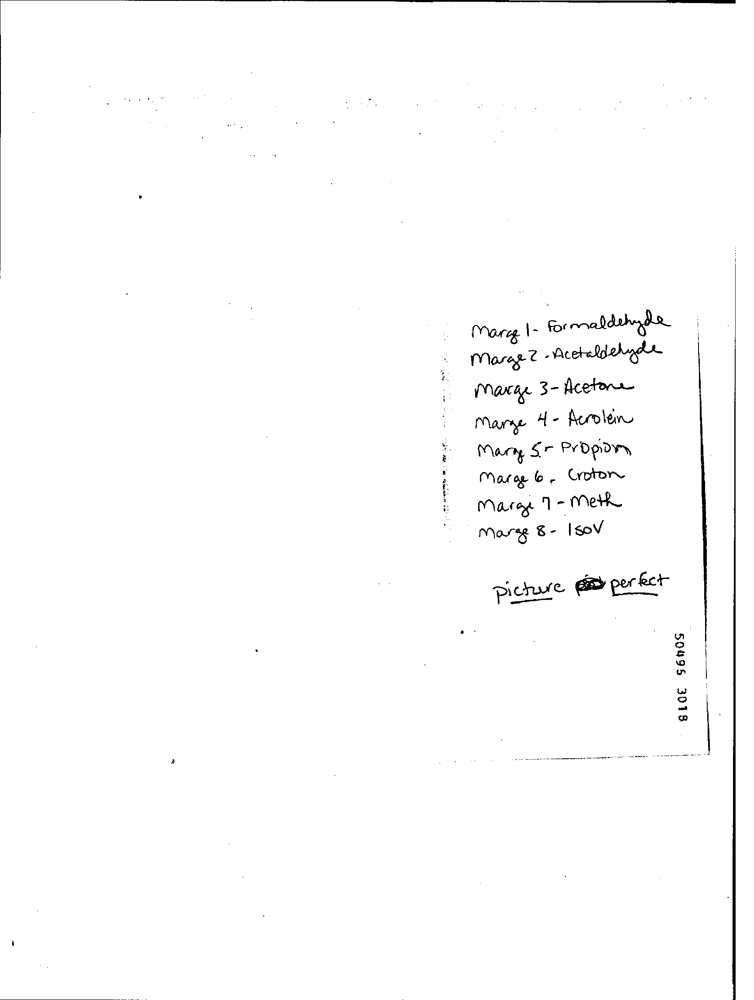 Marge 1- Formaldehyde
Marge 2 - Acetaldehyde
Marge 3- Acetone
Marge 4 - Acrolein
Marge 5 - Propion
Marge 6 - Croton
Marge 7 - Meth
Marge 8 - IsoV
picture perfect
50495 3018